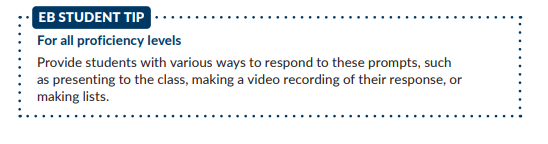 EB STUDENT TIP
For all proficiency levels
Provide students with various ways to respond to these prompts, such
as presenting to the class, making a video recording of their response, or
making lists.